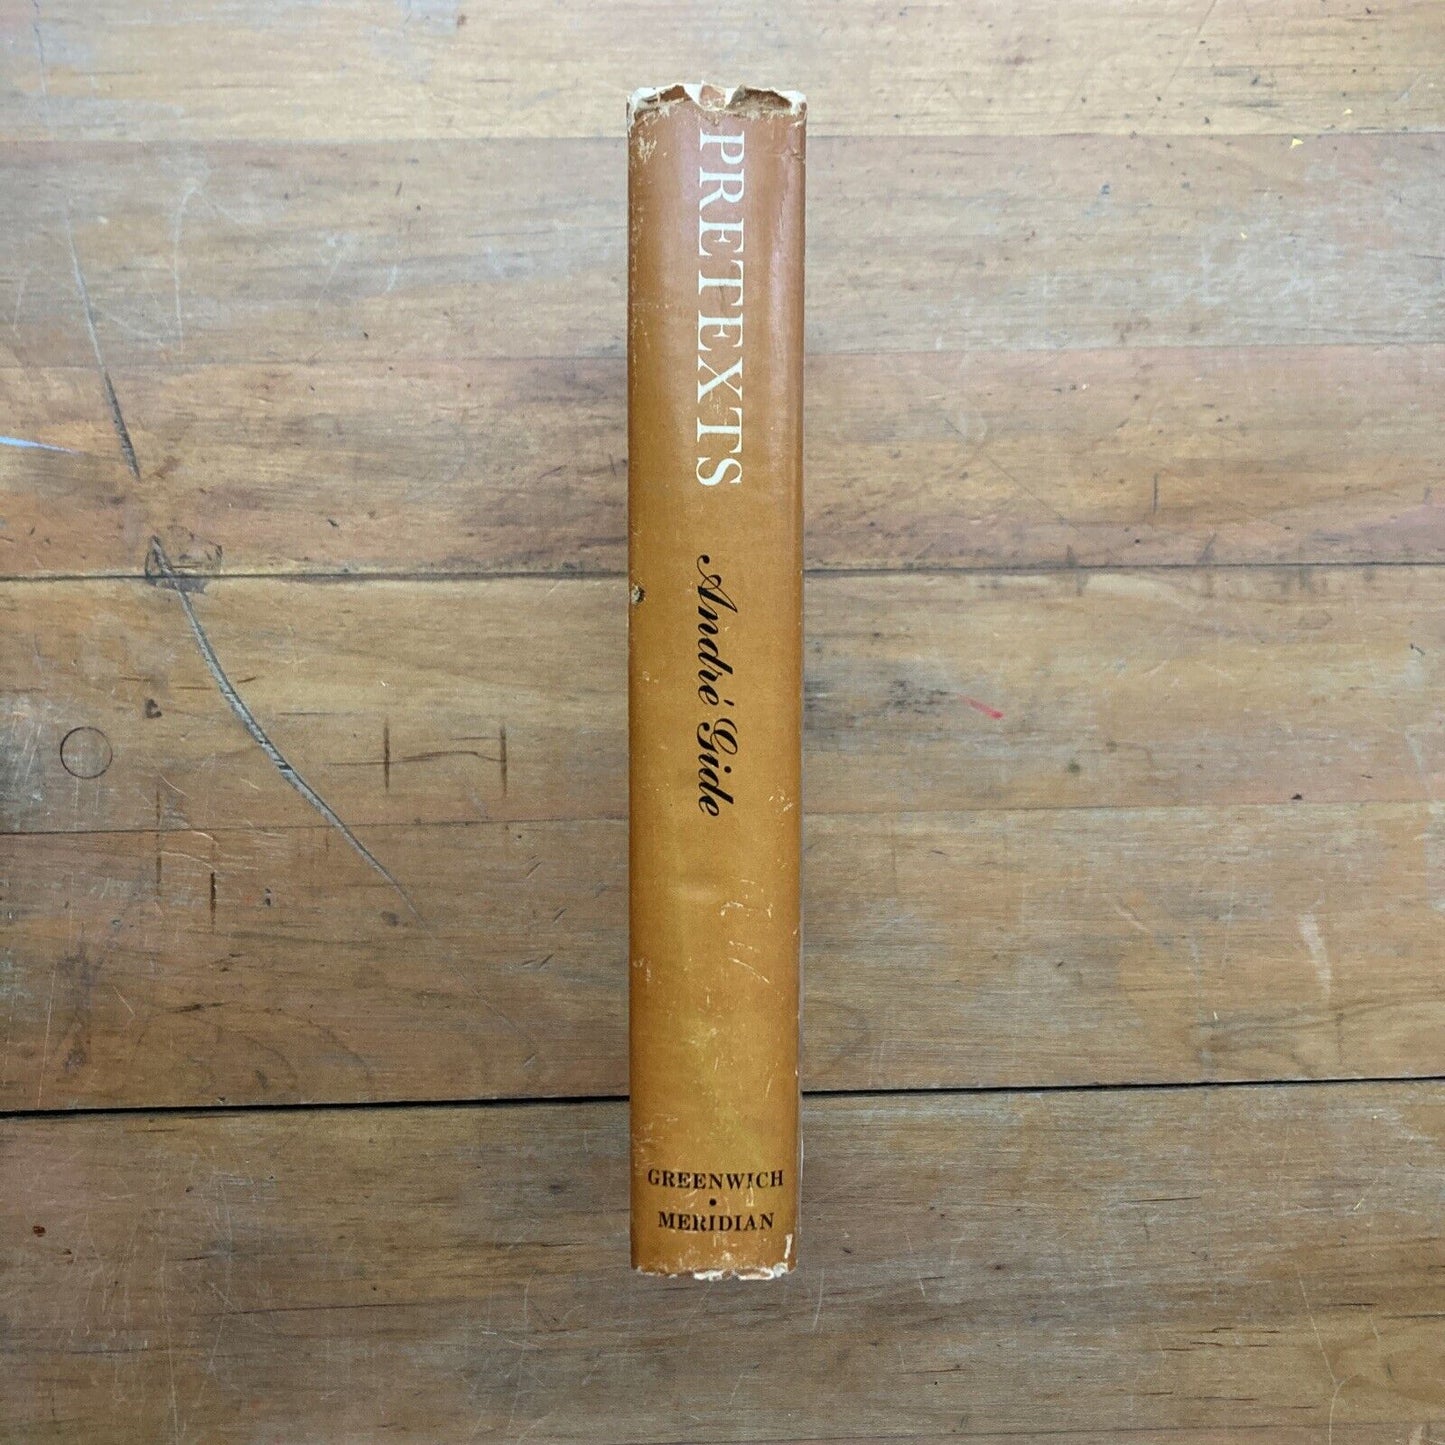 PRETEXTS
André Gide
GREENWICH
•
MERIDIAN